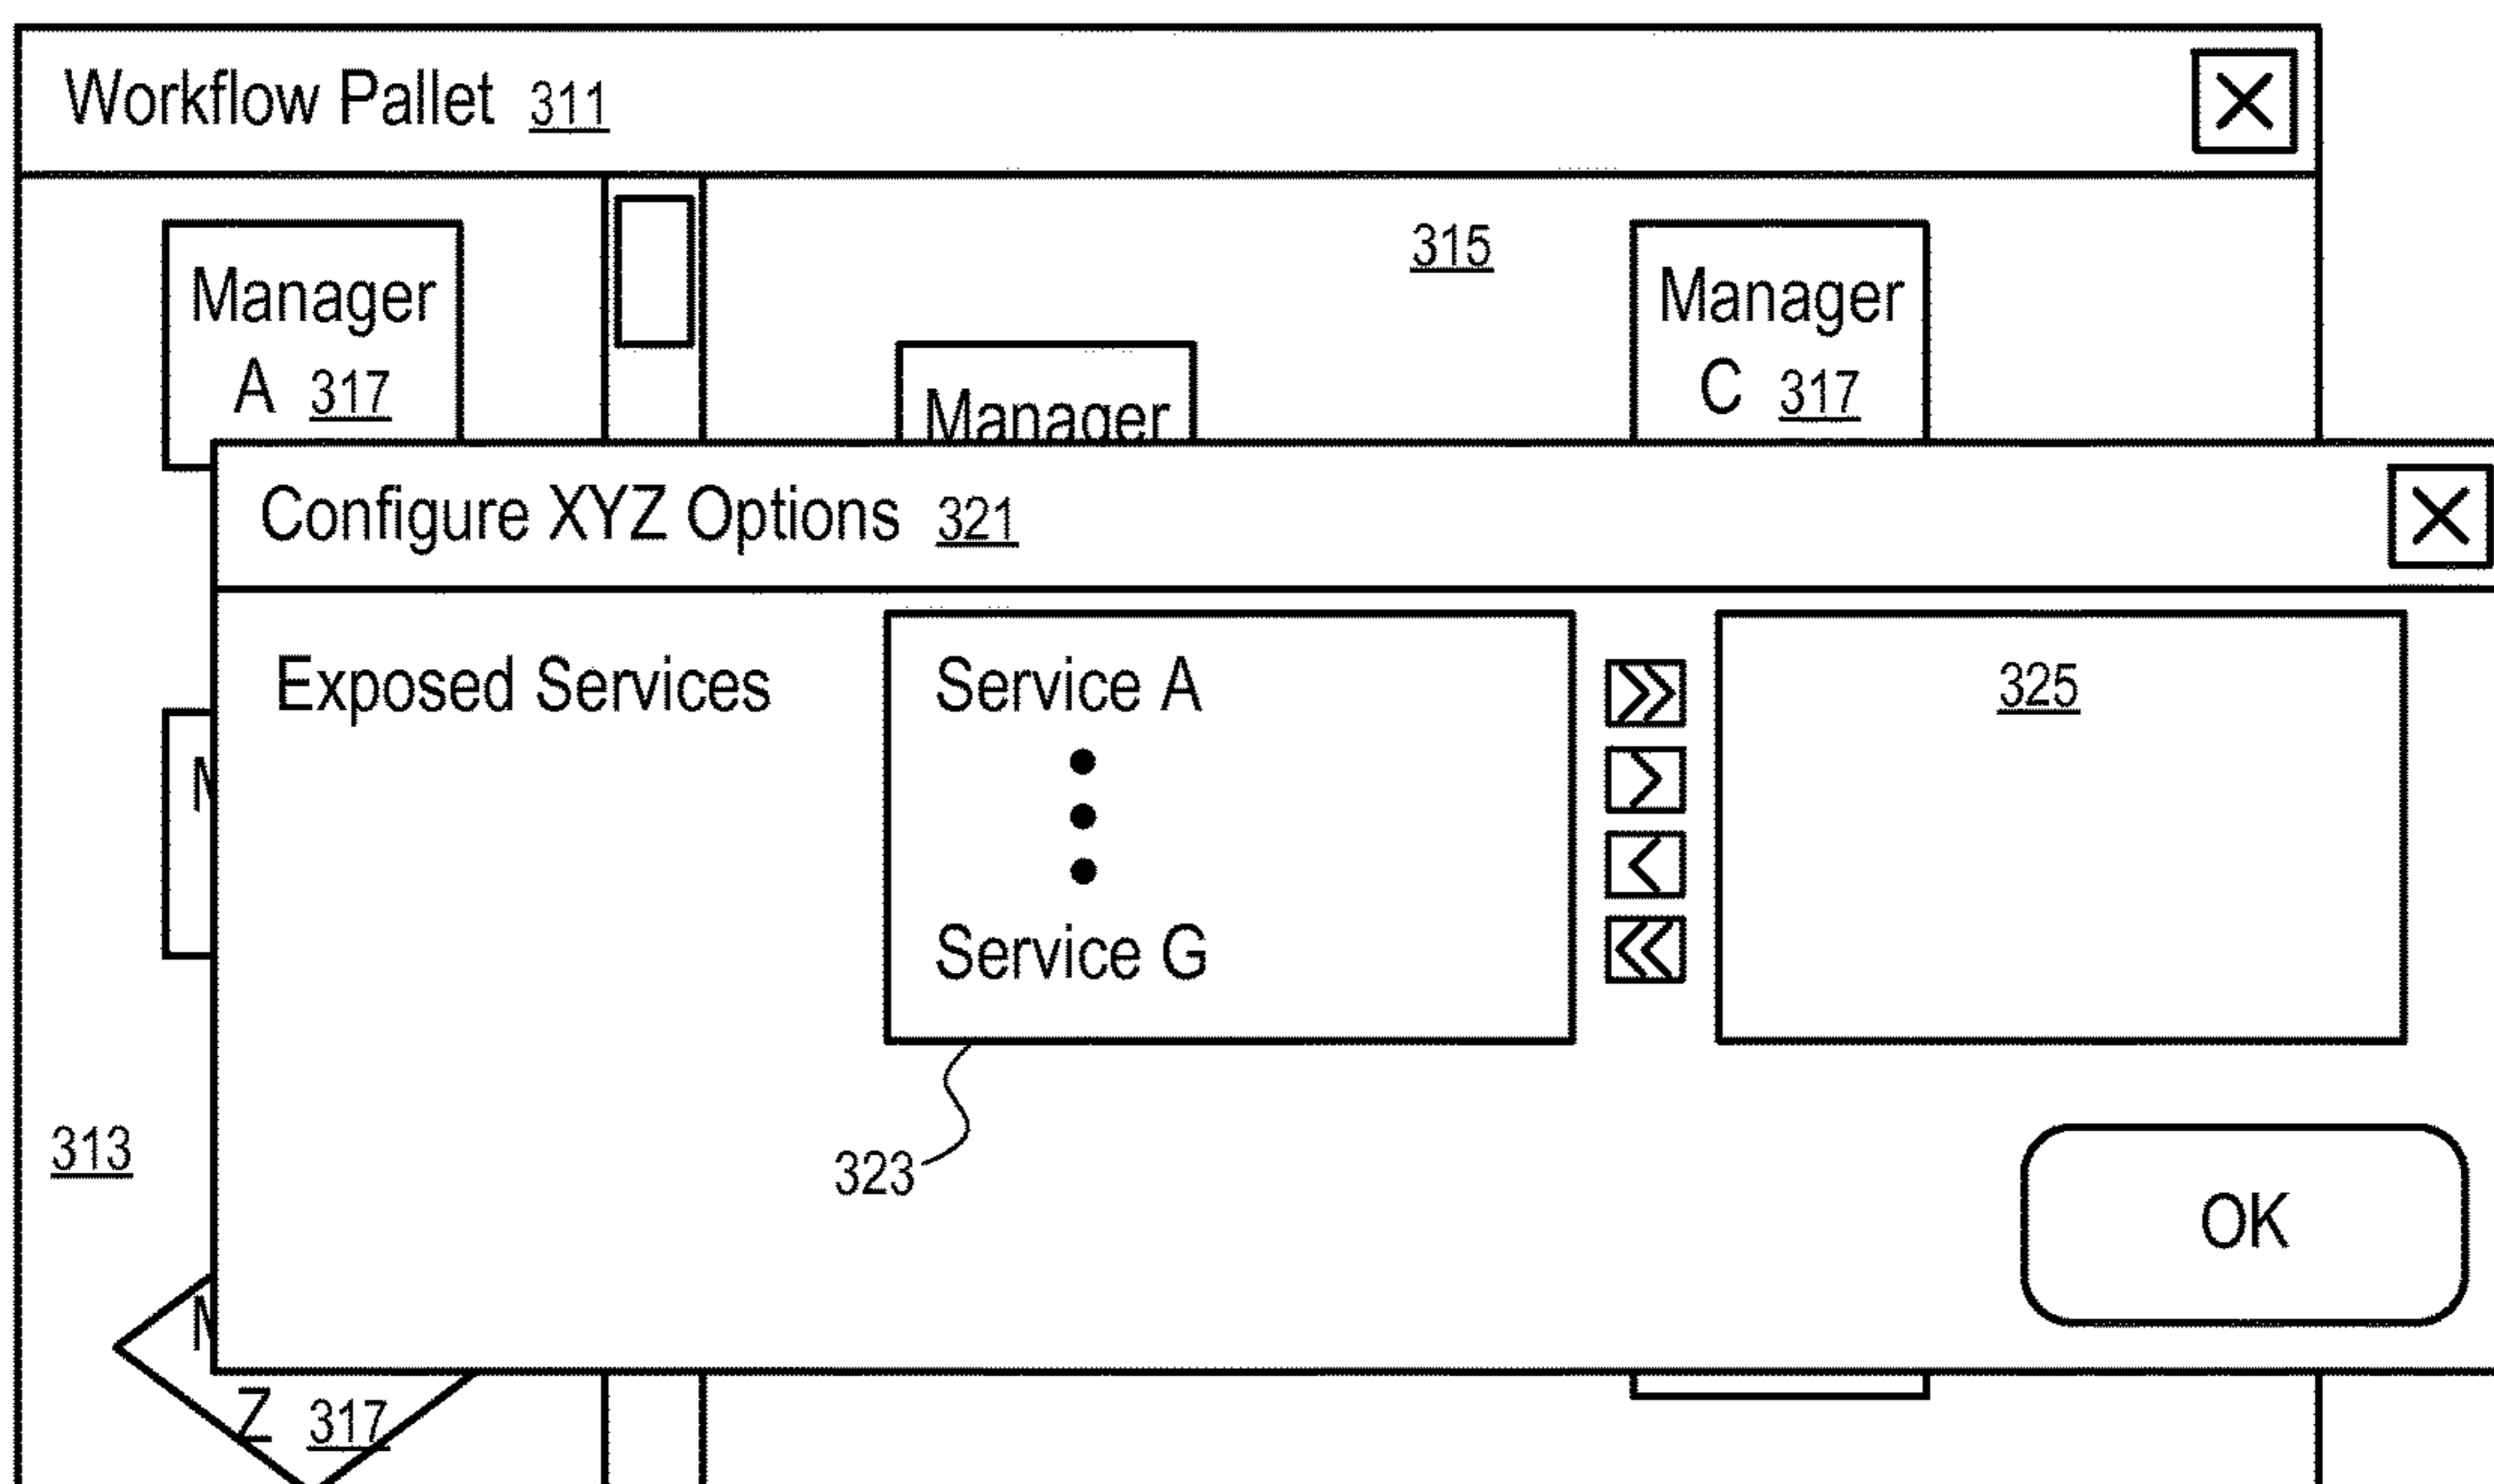 Workflow Pallet 311
315
Manager
A 317
Manager
Manager
C 317
Configure XYZ Options 321
Exposed Services
Service A
Service G
325
323
OK
313
Z 317